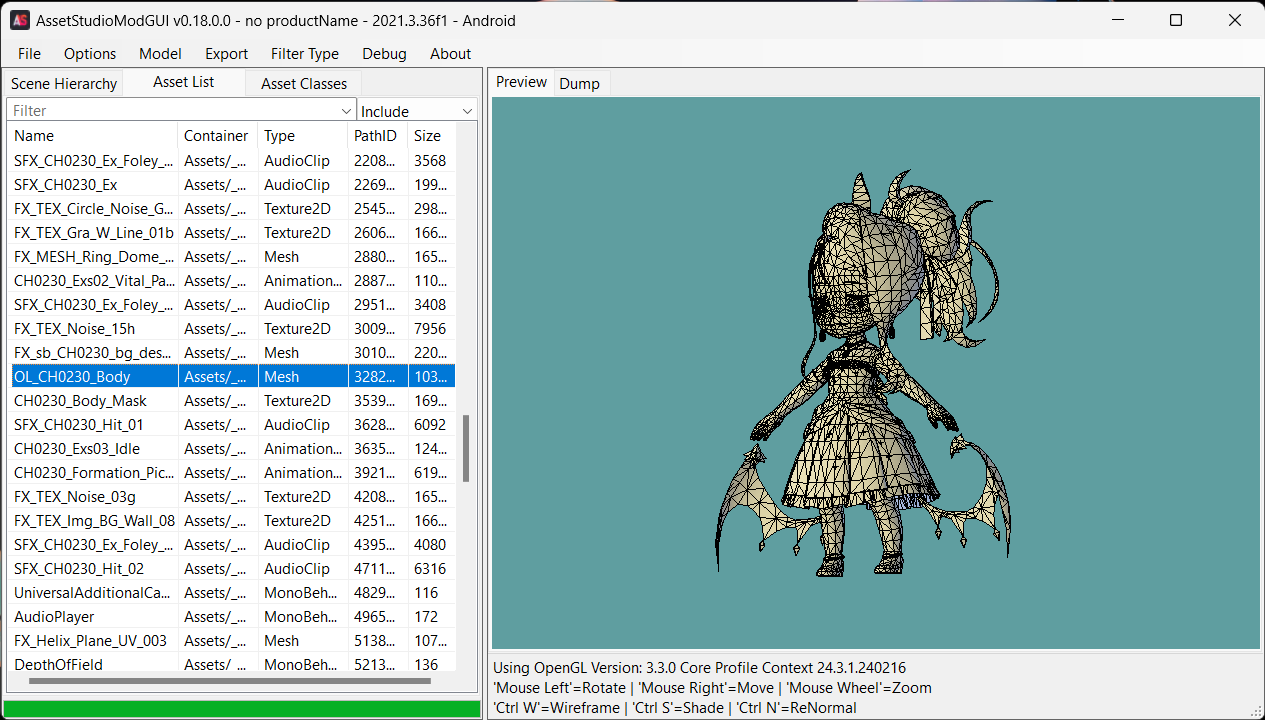 AssetStudioModGUI v0.18.0.0 - no productName - 2021.3.36f1 - Android
File Options Model Export Filter Type Debug About
Scene Hierarchy Asset List Asset Classes
Filter Include
Name Container Type PathID Size
SFX_CH0230_Ex_Foley_... Assets/_... AudioClip 2208... 3568
SFX_CH0230_Ex Assets/_... AudioClip 2269... 199...
FX_TEX_Circle_Noise_G... Assets/_... Texture2D 2545... 298...
FX_TEX_Gra_W_Line_01b Assets/_... Texture2D 2606... 166...
FX_MESH_Ring_Dome_... Assets/_... Mesh 2880... 165...
CH0230_Exs02_Vital_Pa... Assets/_... Animation... 2887... 110...
SFX_CH0230_Ex_Foley_... Assets/_... AudioClip 2951... 3408
FX_TEX_Noise_15h Assets/_... Texture2D 3009... 7956
FX_sb_CH0230_bg_des... Assets/_... Mesh 3010... 220...
OL_CH0230_Body Assets/_... Mesh 3282... 103...
CH0230_Body_Mask Assets/_... Texture2D 3539... 169...
SFX_CH0230_Hit_01 Assets/_... AudioClip 3628... 6092
CH0230_Exs03_Idle Assets/_... Animation... 3635... 124...
CH0230_Formation_Pic... Assets/_... Animation... 3921... 619...
FX_TEX_Noise_03g Assets/_... Texture2D 4208... 165...
FX_TEX_Img_BG_Wall_08 Assets/_... Texture2D 4251... 166...
SFX_CH0230_Ex_Foley_... Assets/_... AudioClip 4395... 4080
SFX_CH0230_Hit_02 Assets/_... AudioClip 4711... 6316
UniversalAdditionalCa... Assets/_... MonoBeh... 4829... 116
AudioPlayer Assets/_... MonoBeh... 4965... 172
FX_Helix_Plane_UV_003 Assets/_... Mesh 5138... 107...
DepthOfField Assets/_... MonoBeh... 5213... 136
Preview Dump
Using OpenGL Version: 3.3.0 Core Profile Context 24.3.1.240216
'Mouse Left'=Rotate | 'Mouse Right'=Move | 'Mouse Wheel'=Zoom
'Ctrl W'=Wireframe | 'Ctrl S'=Shade | 'Ctrl N'=ReNormal